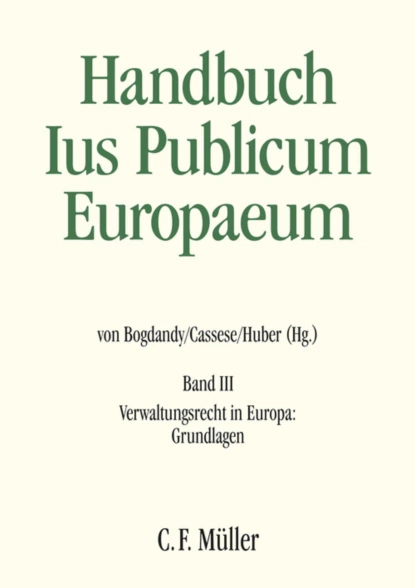 Handbuch
Ius Publicum
Europaeum
von Bogdandy/Cassese/Huber (Hg.)
Band III
Verwaltungsrecht in Europa:
Grundlagen
C. F. Müller